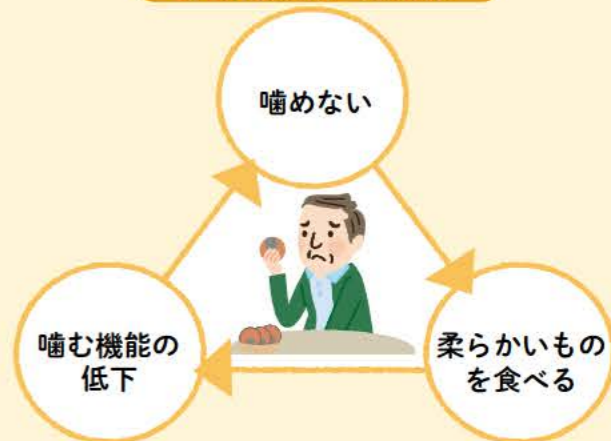 噛めない
噛む機能の
低下
柔らかいもの
を食べる